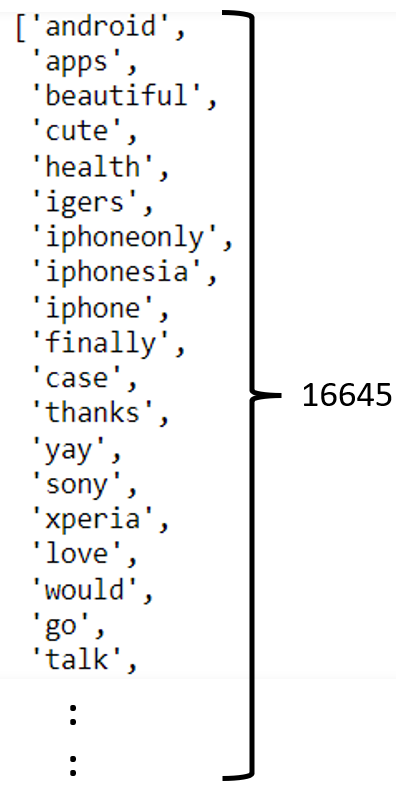 ['android',
'apps',
'beautiful',
'cute',
'health',
'igers',
'iphoneonly',
'iphonesia',
'iphone',
'finally',
'case',
'thanks',
'yay',
'sony',
'xperia',
'love',
'would',
'go',
'talk',
:
:
16645